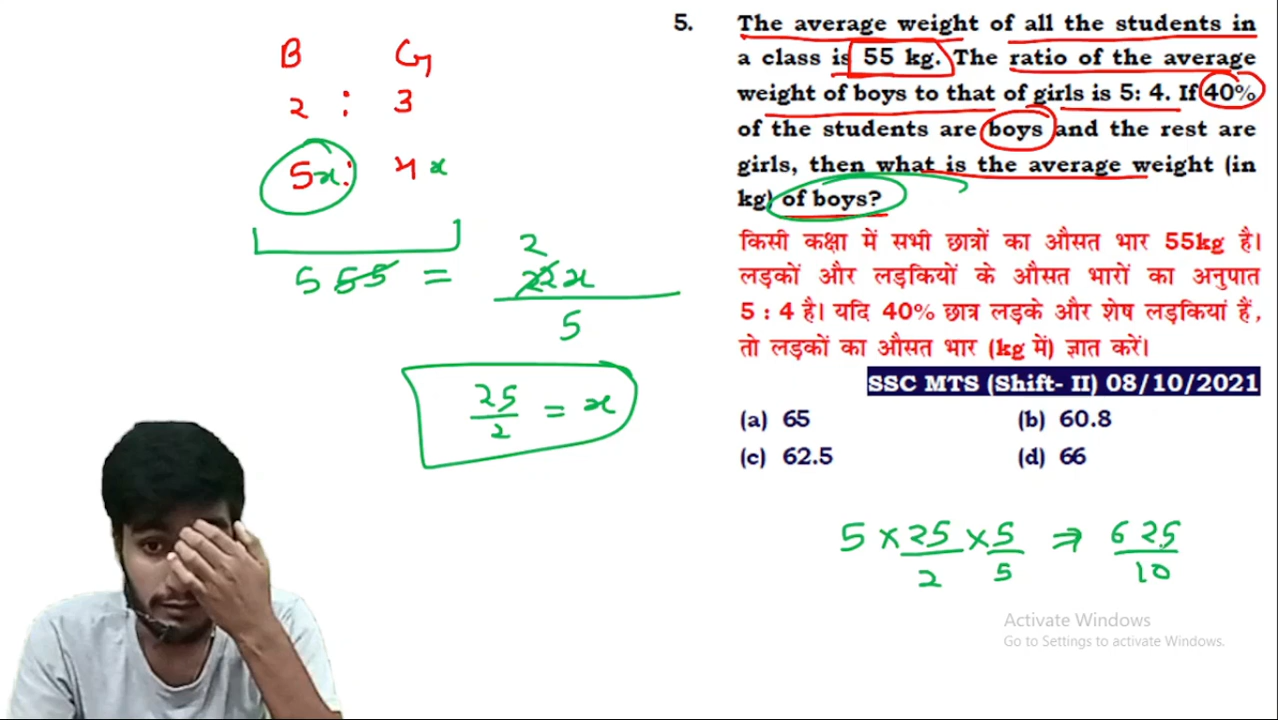 B G
2 : 3
5x : 4x
5 55 = 2 22x
5
25/2 = x
5. The average weight of all the students in
a class is 55 kg. The ratio of the average
weight of boys to that of girls is 5: 4. If 40%
of the students are boys and the rest are
girls, then what is the average weight (in
kg) of boys?
किसी कक्षा में सभी छात्रों का औसत भार 55kg है।
लड़कों और लड़कियों के औसत भारों का अनुपात
5 : 4 है। यदि 40% छात्र लड़के और शेष लड़कियां हैं,
तो लड़कों का औसत भार (kg में) ज्ञात करें।
SSC MTS (Shift- II) 08/10/2021
(a) 65 (b) 60.8
(c) 62.5 (d) 66
5 × 25/2 × 5/5 ⇒ 62.5/10
Activate Windows
Go to Settings to activate Windows.